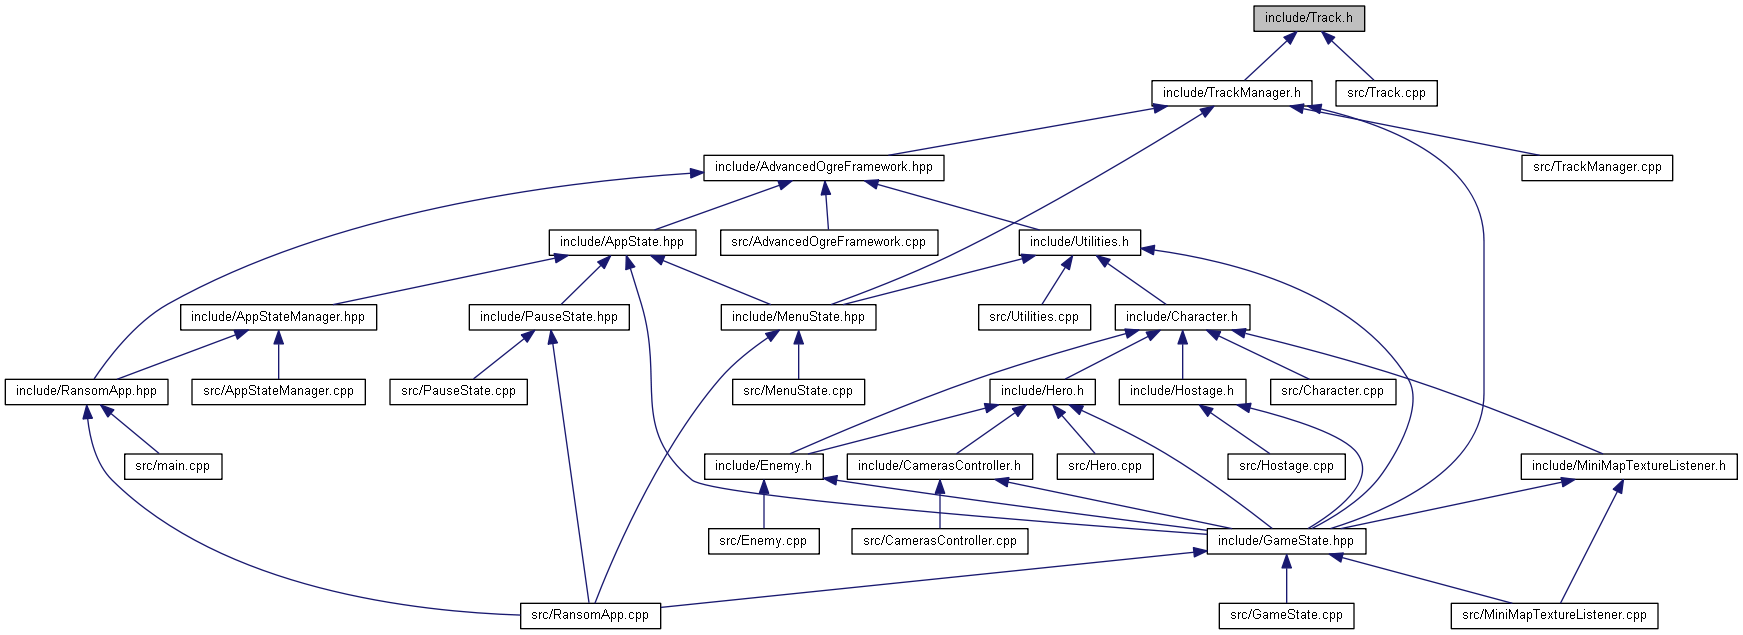 include/Track.h
include/TrackManager.h
src/Track.cpp
include/AdvancedOgreFramework.hpp
src/TrackManager.cpp
include/AppState.hpp
src/AdvancedOgreFramework.cpp
include/Utilities.h
include/AppStateManager.hpp
include/PauseState.hpp
include/MenuState.hpp
src/Utilities.cpp
include/Character.h
include/RansomApp.hpp
src/AppStateManager.cpp
src/PauseState.cpp
src/MenuState.cpp
include/Hero.h
include/Hostage.h
src/Character.cpp
src/main.cpp
include/Enemy.h
include/CamerasController.h
src/Hero.cpp
src/Hostage.cpp
include/MiniMapTextureListener.h
src/Enemy.cpp
src/CamerasController.cpp
include/GameState.hpp
src/RansomApp.cpp
src/GameState.cpp
src/MiniMapTextureListener.cpp